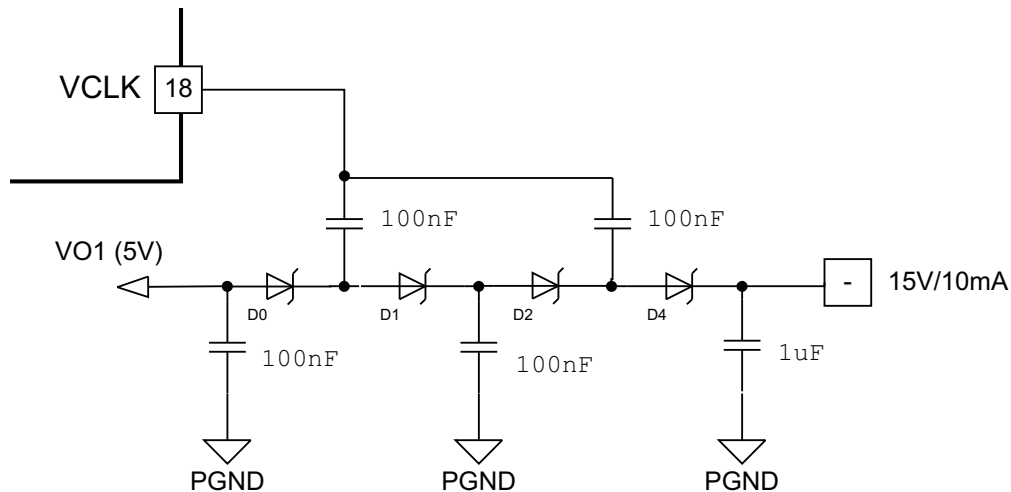 VCLK 18
100nF 100nF
VO1 (5V)
- 15V/10mA
D0 D1 D2 D4
100nF 100nF 1uF
PGND PGND PGND